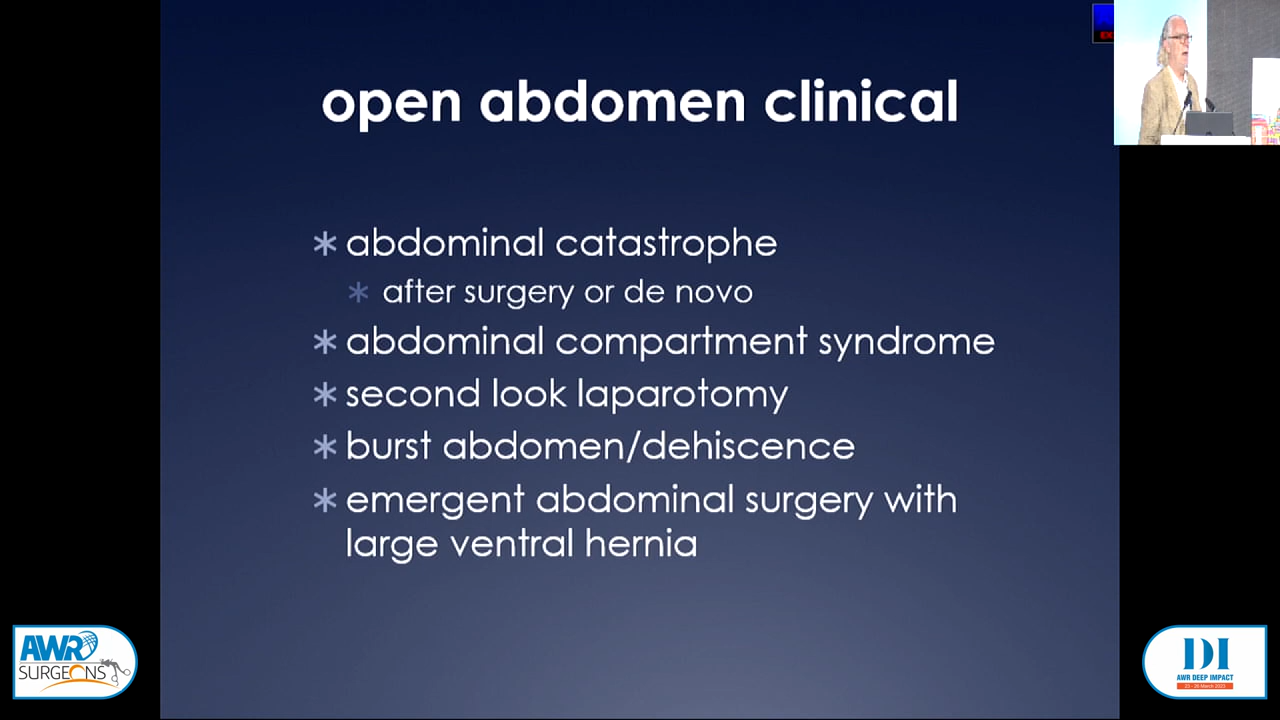 open abdomen clinical
* abdominal catastrophe
* after surgery or de novo
* abdominal compartment syndrome
* second look laparotomy
* burst abdomen/dehiscence
* emergent abdominal surgery with
large ventral hernia
AWR
SURGEONS
DI
AWR DEEP IMPACT